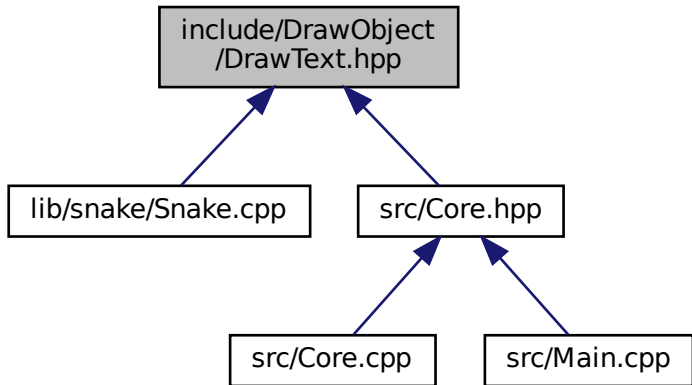 include/DrawObject
/DrawText.hpp
lib/snake/Snake.cpp
src/Core.hpp
src/Core.cpp
src/Main.cpp